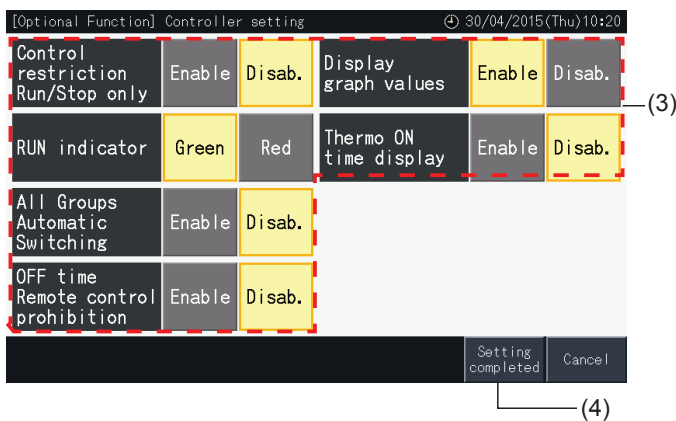 [Optional Function] Controller setting 30/04/2015(Thu)10:20
Control
restriction
Run/Stop only
Enable Disab.
Display
graph values
Enable Disab.
(3)
RUN indicator
Green Red
Thermo ON
time display
Enable Disab.
All Groups
Automatic
Switching
Enable Disab.
OFF time
Remote control
prohibition
Enable Disab.
Setting
completed
Cancel
(4)